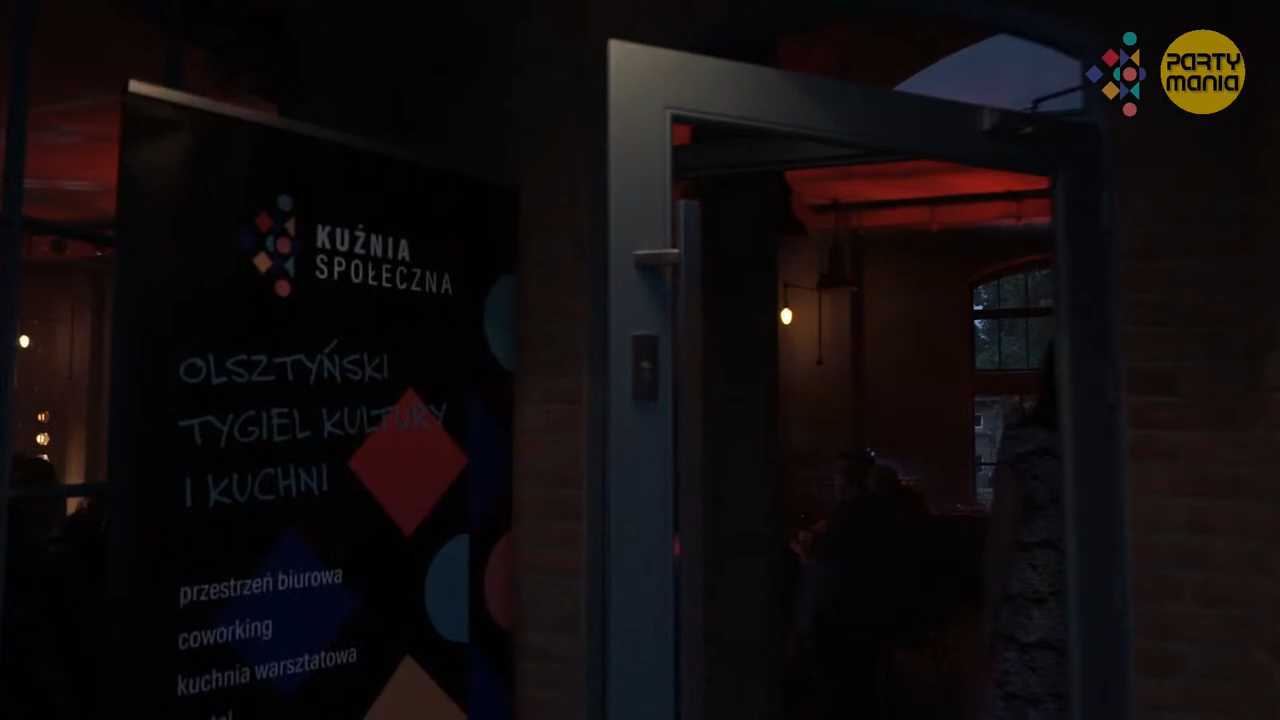 KUŹNIA
SPOŁECZNA
OLSZTYŃSKI
TYGIEL KULTURY
I KUCHNI
przestrzeń biurowa
coworking
kuchnia warsztatowa
PARTY
mania